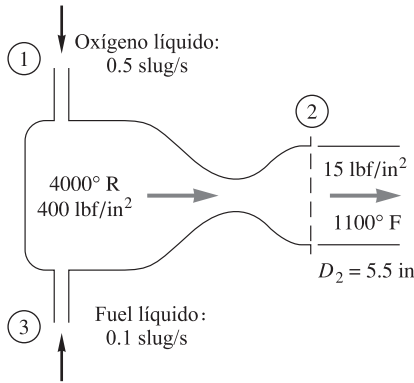 1
Oxígeno líquido:
0.5 slug/s
2
4000° R
400 lbf/in²
15 lbf/in²
1100° F
D₂ = 5.5 in
3
Fuel líquido:
0.1 slug/s